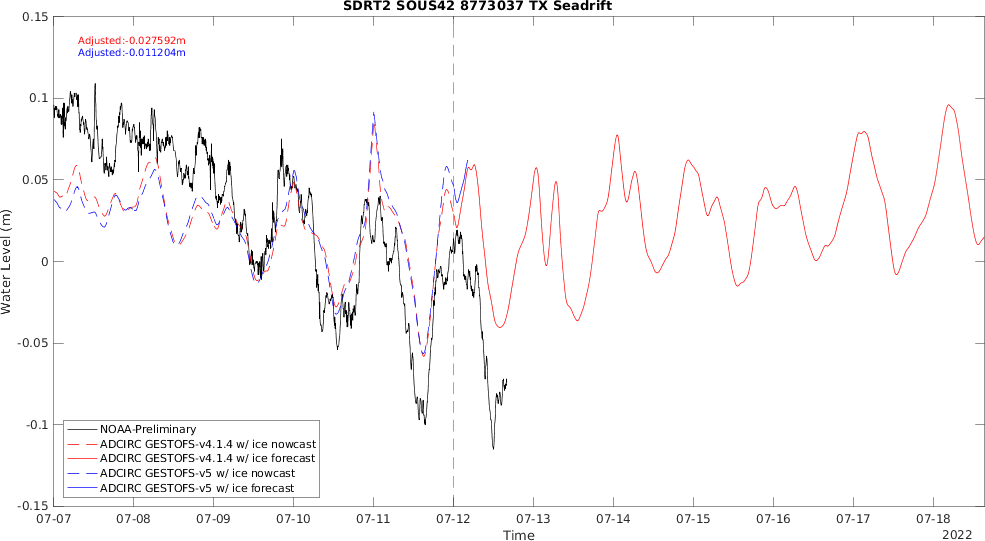 SDRT2 SOUS42 8773037 TX Seadrift
0.15
Adjusted:-0.027592m
Adjusted:-0.011204m
0.1
0.05
0
-0.05
-0.1
-0.15
Water Level (m)
NOAA-Preliminary
ADCIRC GESTOFS-v4.1.4 w/ ice nowcast
ADCIRC GESTOFS-v4.1.4 w/ ice forecast
ADCIRC GESTOFS-v5 w/ ice nowcast
ADCIRC GESTOFS-v5 w/ ice forecast
07-07 07-08 07-09 07-10 07-11 07-12 07-13 07-14 07-15 07-16 07-17 07-18
Time
2022